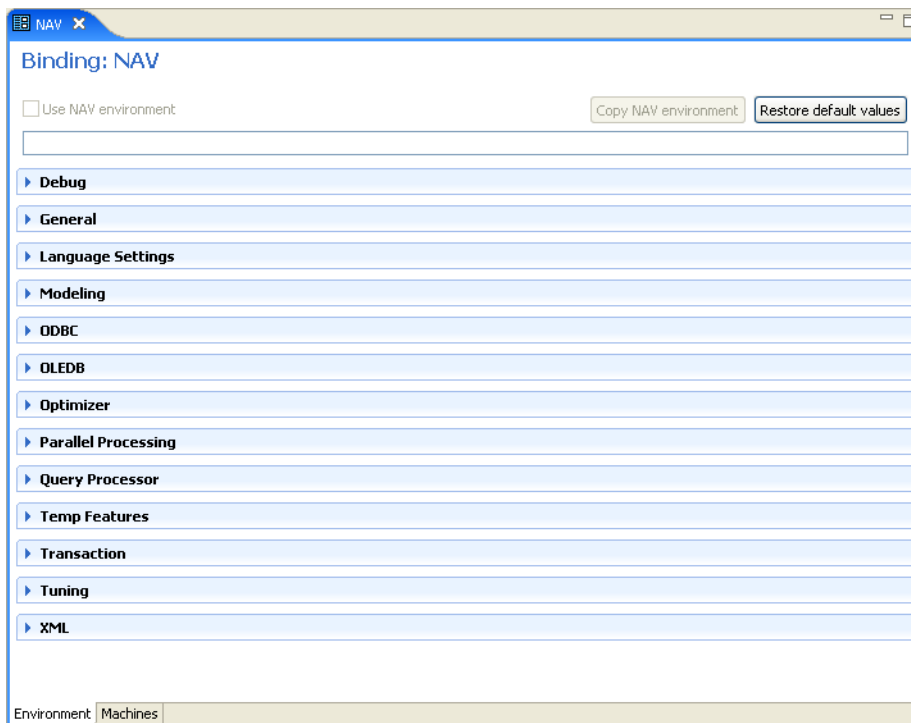 NAV
Binding: NAV
Use NAV environment
Copy NAV environment
Restore default values
Debug
General
Language Settings
Modeling
ODBC
OLEDB
Optimizer
Parallel Processing
Query Processor
Temp Features
Transaction
Tuning
XML
Environment
Machines